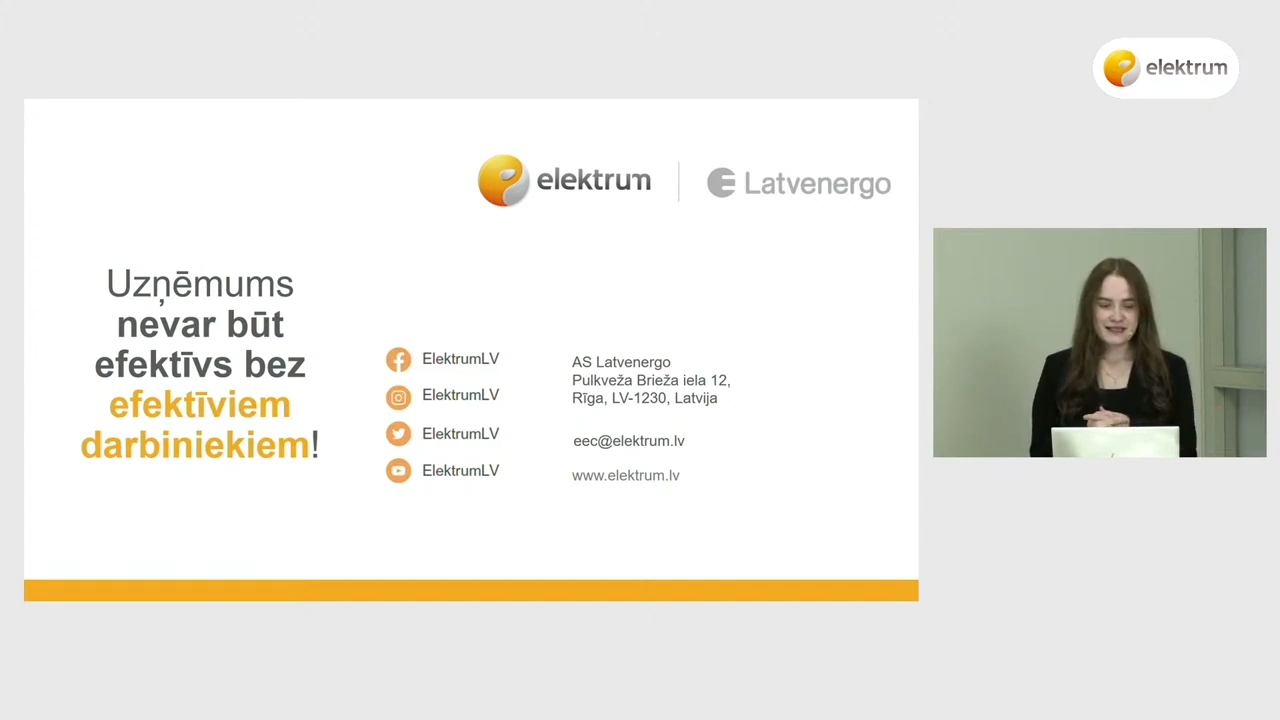 elektrum
elektrum
Latvenergo
Uzņēmums
nevar būt
efektīvs bez
efektīviem
darbiniekiem!
ElektrumLV
ElektrumLV
ElektrumLV
ElektrumLV
AS Latvenergo
Pulkveža Brieža iela 12,
Rīga, LV-1230, Latvija
eec@elektrum.lv
www.elektrum.lv